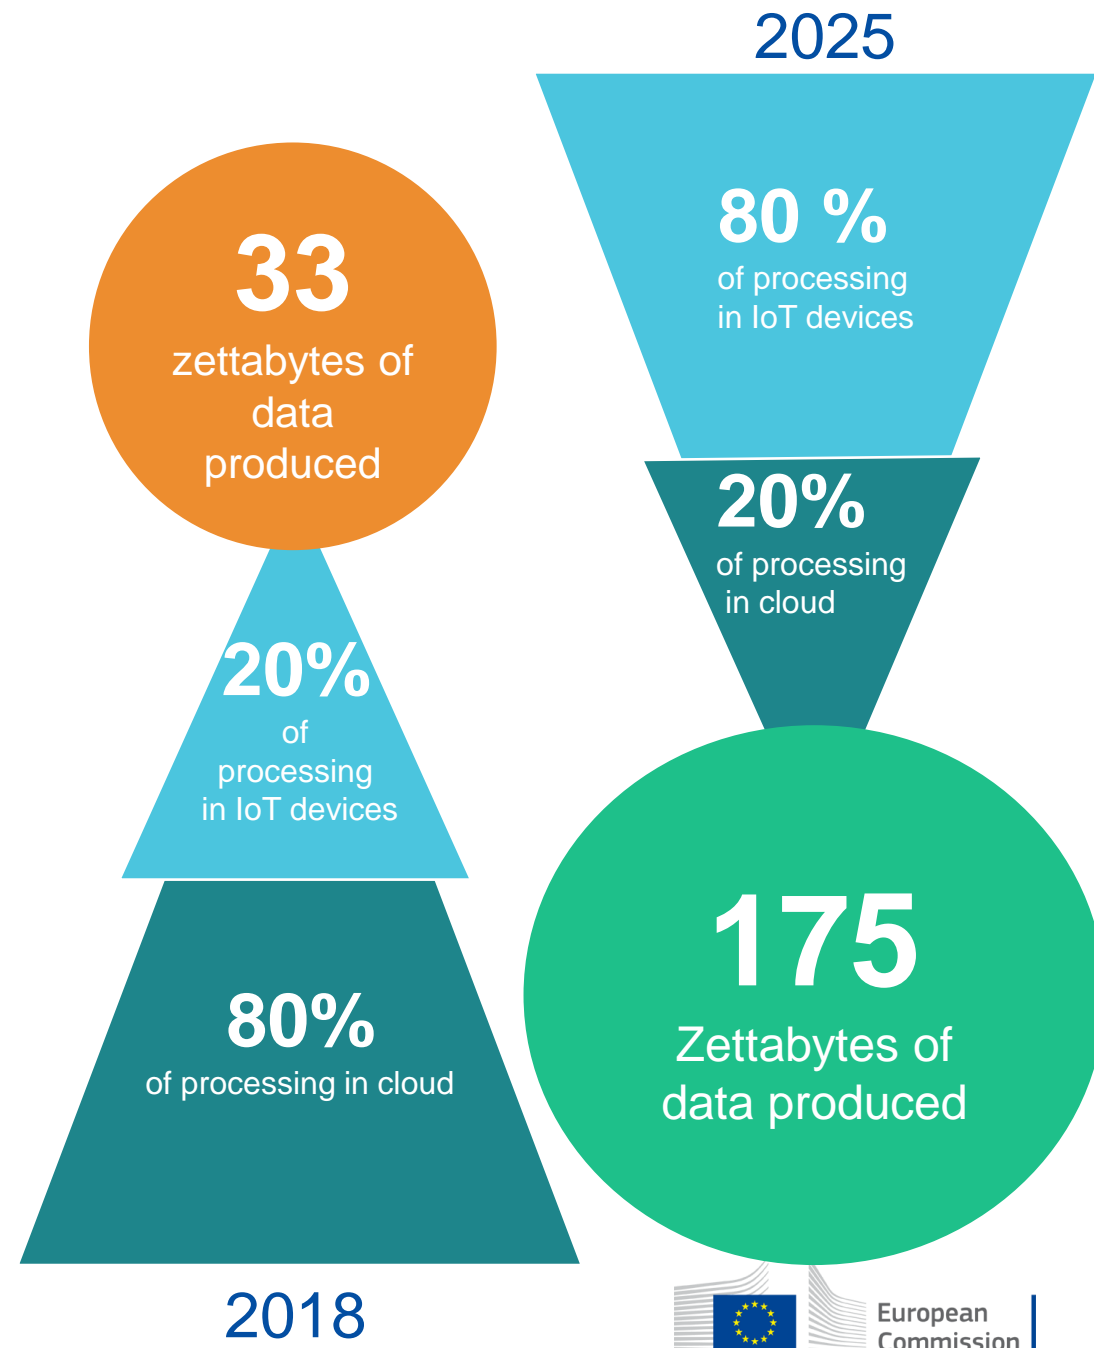 2025
80 %
of processing
in IoT devices
20%
of processing
in cloud
175
Zettabytes of
data produced
33
zettabytes of
data
produced
20%
of
processing
in IoT devices
80%
of processing in cloud
2018
European
Commission